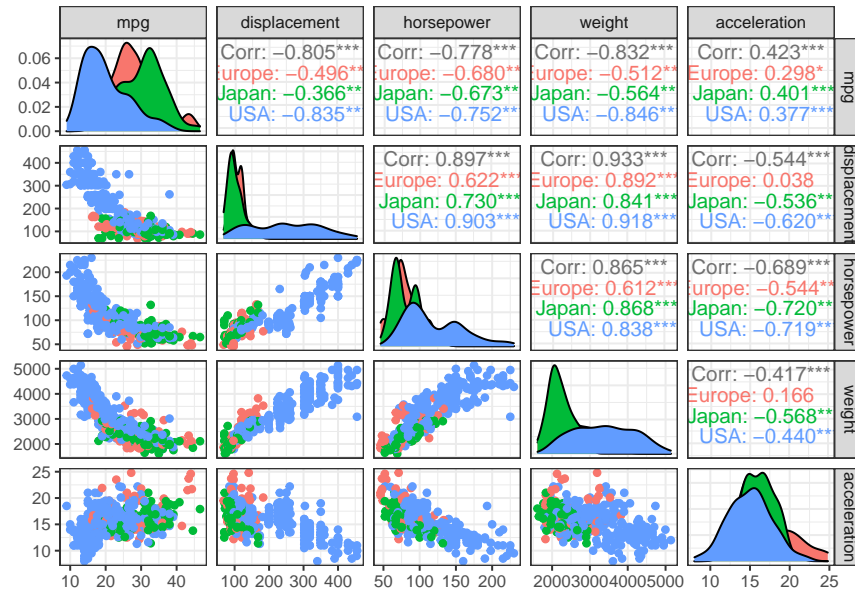 mpg displacement horsepower weight acceleration
0.06
0.04
0.02
0.00
Corr: −0.805***
Europe: −0.496**
Japan: −0.366**
USA: −0.835**
Corr: −0.778***
Europe: −0.680**
Japan: −0.673**
USA: −0.752**
Corr: −0.832***
Europe: −0.512**
Japan: −0.564**
USA: −0.846**
Corr: 0.423***
Europe: 0.298*
Japan: 0.401***
USA: 0.377***
mpg
400
300
200
100
Corr: 0.897***
Europe: 0.622***
Japan: 0.730***
USA: 0.903***
Corr: 0.933***
Europe: 0.892***
Japan: 0.841***
USA: 0.918***
Corr: −0.544***
Europe: 0.038
Japan: −0.536**
USA: −0.620**
displacement
200
150
100
50
Corr: 0.865***
Europe: 0.612***
Japan: 0.868***
USA: 0.838***
Corr: −0.689***
Europe: −0.544**
Japan: −0.720**
USA: −0.719**
horsepower
5000
4000
3000
2000
Corr: −0.417***
Europe: 0.166
Japan: −0.568**
USA: −0.440**
weight
25
20
15
10
acceleration
10 20 30 40 100 200 300 400 50 100 150 200 2000 3000 4000 5000 10 15 20 25